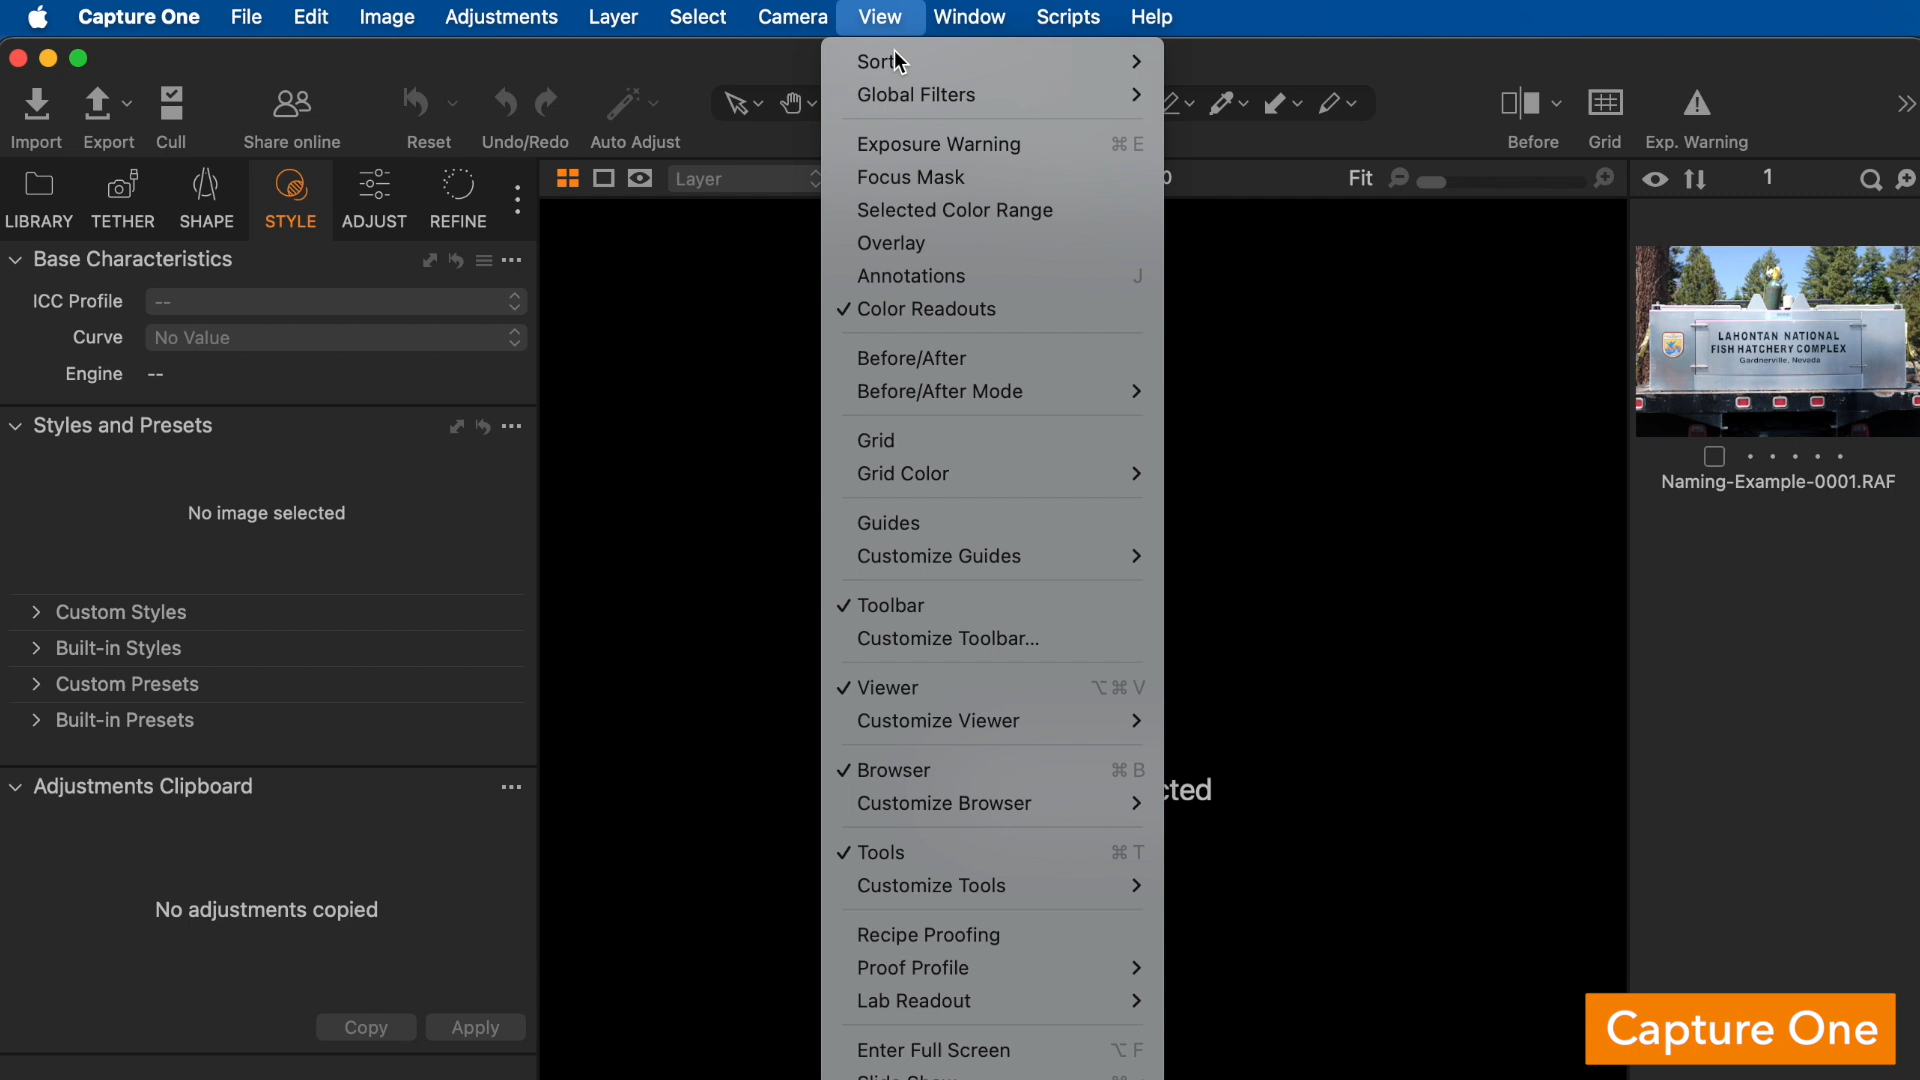 Capture One File Edit Image Adjustments Layer Select Camera View Window Scripts Help
Import Export Cull Share online Reset Undo/Redo Auto Adjust Before Grid Exp. Warning
LIBRARY TETHER SHAPE STYLE ADJUST REFINE
Layer
0
Fit
1
Base Characteristics
ICC Profile --
Curve No Value
Engine --
Styles and Presets
No image selected
Custom Styles
Built-in Styles
Custom Presets
Built-in Presets
Adjustments Clipboard
No adjustments copied
Copy Apply
Sort
Global Filters
Exposure Warning ⌘ E
Focus Mask
Selected Color Range
Overlay
Annotations J
✓ Color Readouts
Before/After
Before/After Mode
Grid
Grid Color
Guides
Customize Guides
✓ Toolbar
Customize Toolbar...
✓ Viewer ⌥ ⌘ V
Customize Viewer
✓ Browser ⌘ B
Customize Browser
✓ Tools ⌘ T
Customize Tools
Recipe Proofing
Proof Profile
Lab Readout
Enter Full Screen ⌥ F
cted
LAHONTAN NATIONAL
FISH HATCHERY COMPLEX
Gardnerville, Nevada
Naming-Example-0001.RAF
Capture One